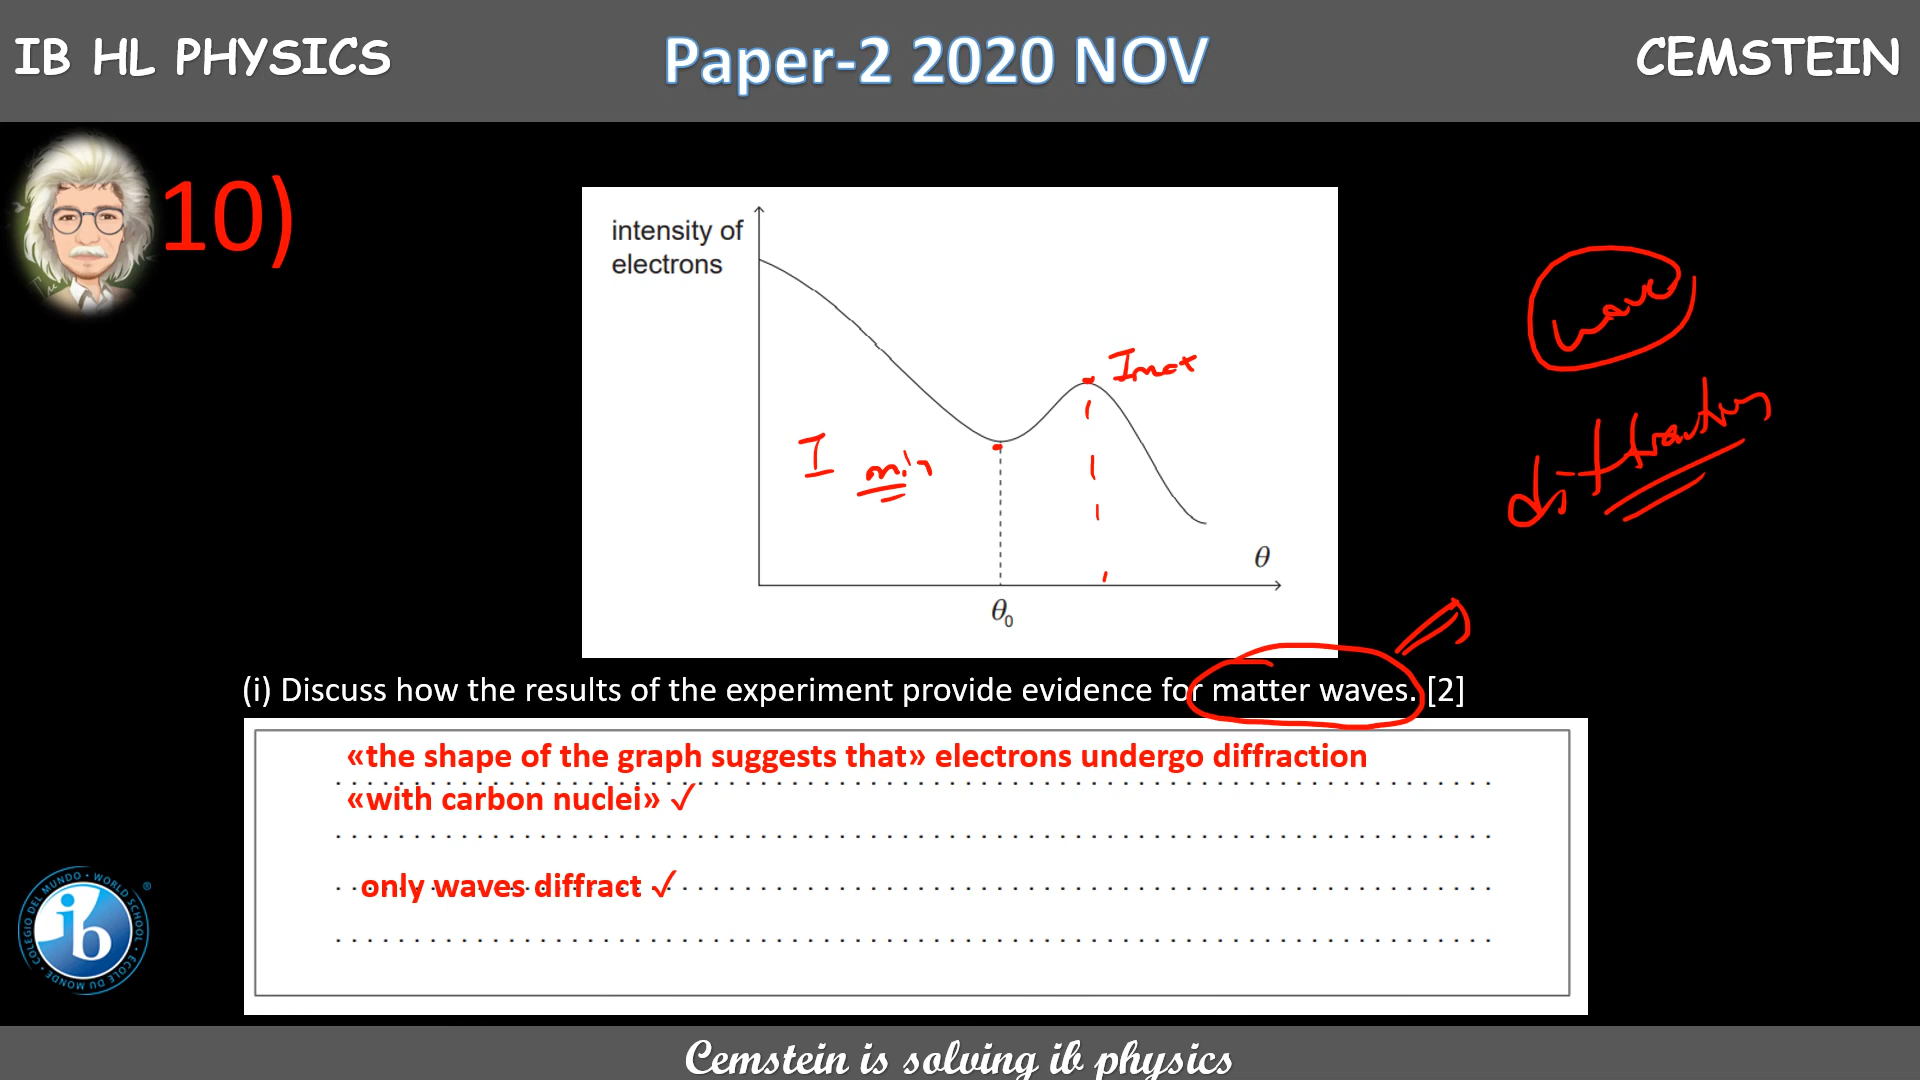 IB HL PHYSICS
Paper-2 2020 NOV
CEMSTEIN
10)
intensity of
electrons
I max
I min
θ
θ0
wave
diffraction
(i) Discuss how the results of the experiment provide evidence for matter waves. [2]
«the shape of the graph suggests that» electrons undergo diffraction
«with carbon nuclei» ✓
only waves diffract ✓
ib
Cemstein is solving ib physics